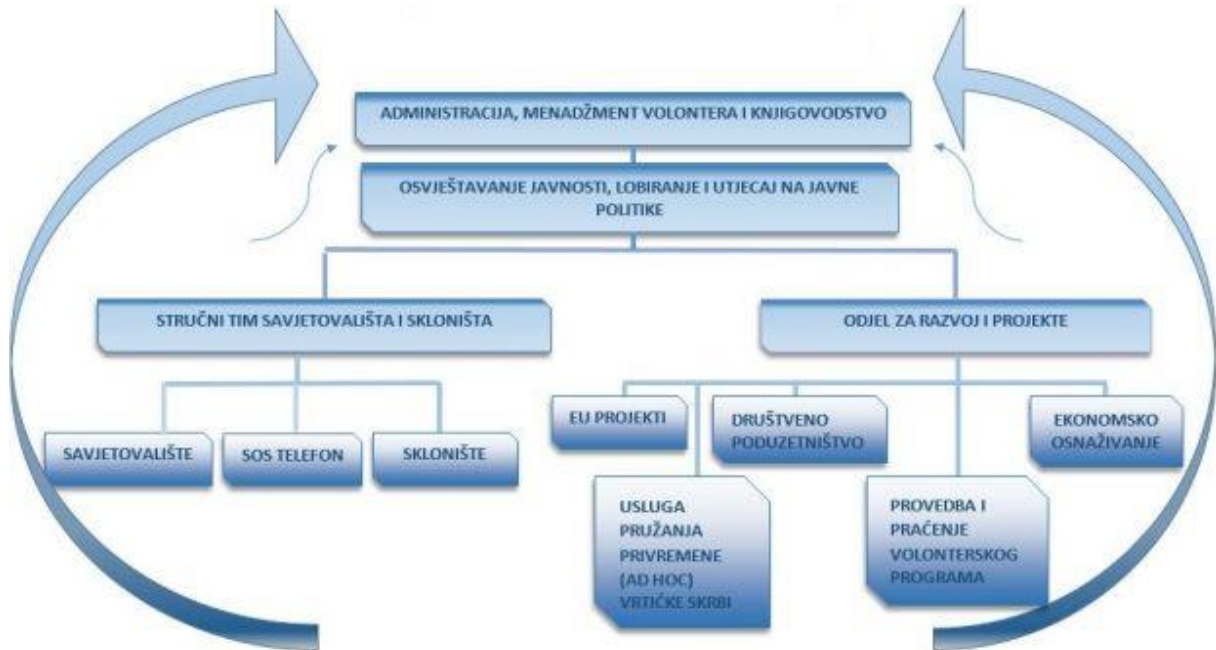 ADMINISTRACIJA, MENADŽMENT VOLONTERA I KNJIGOVODSTVO
OSVJEŠTAVANJE JAVNOSTI, LOBIRANJE I UTJECAJ NA JAVNE
POLITIKE
STRUČNI TIM SAVJETOVALIŠTA I SKLONIŠTA
ODJEL ZA RAZVOJ I PROJEKTE
SAVJETOVALIŠTE
SOS TELEFON
SKLONIŠTE
EU PROJEKTI
DRUŠTVENO
PODUZETNIŠTVO
EKONOMSKO
OSNAŽIVANJE
USLUGA
PRUŽANJA
PRIVREMENE
(AD HOC)
VRTIĆKE SKRBI
PROVEDBA I
PRAĆENJE
VOLONTERSKOG
PROGRAMA